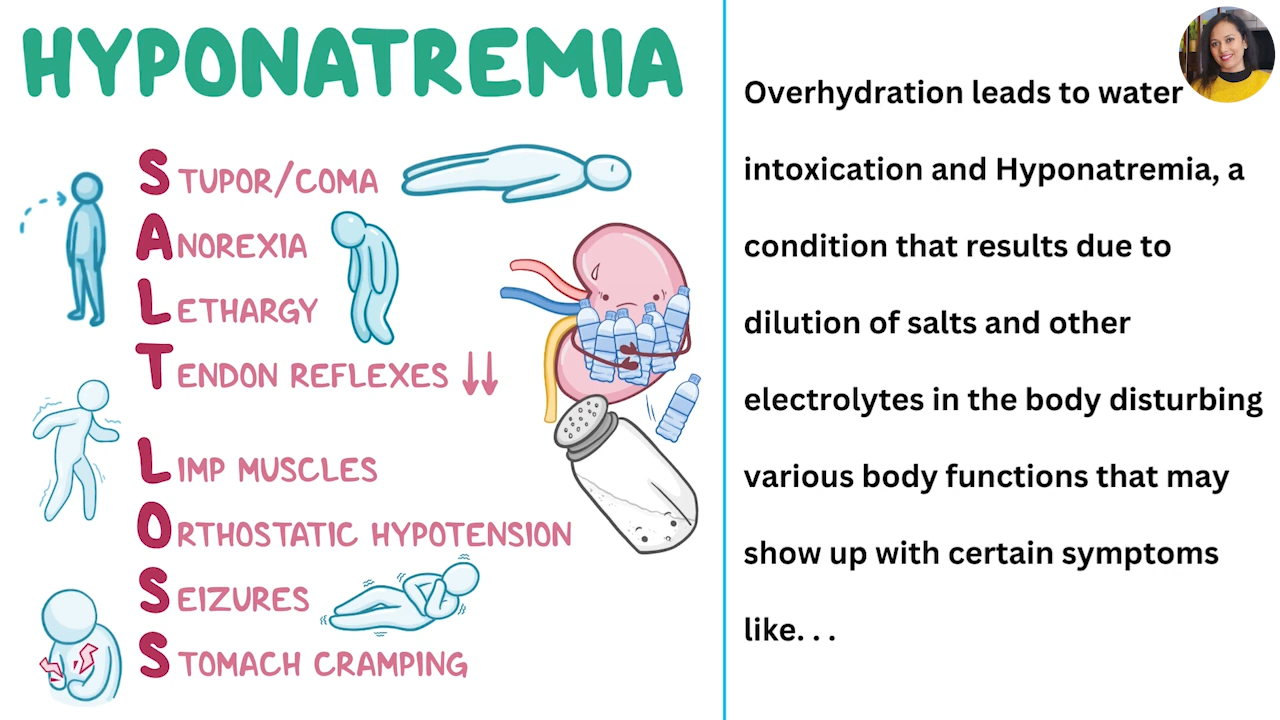 HYPONATREMIA
STUPOR/COMA
ANOREXIA
LETHARGY
TENDON REFLEXES ↓↓
LIMP MUSCLES
ORTHOSTATIC HYPOTENSION
SEIZURES
STOMACH CRAMPING
Overhydration leads to water
intoxication and Hyponatremia, a
condition that results due to
dilution of salts and other
electrolytes in the body disturbing
various body functions that may
show up with certain symptoms
like. . .